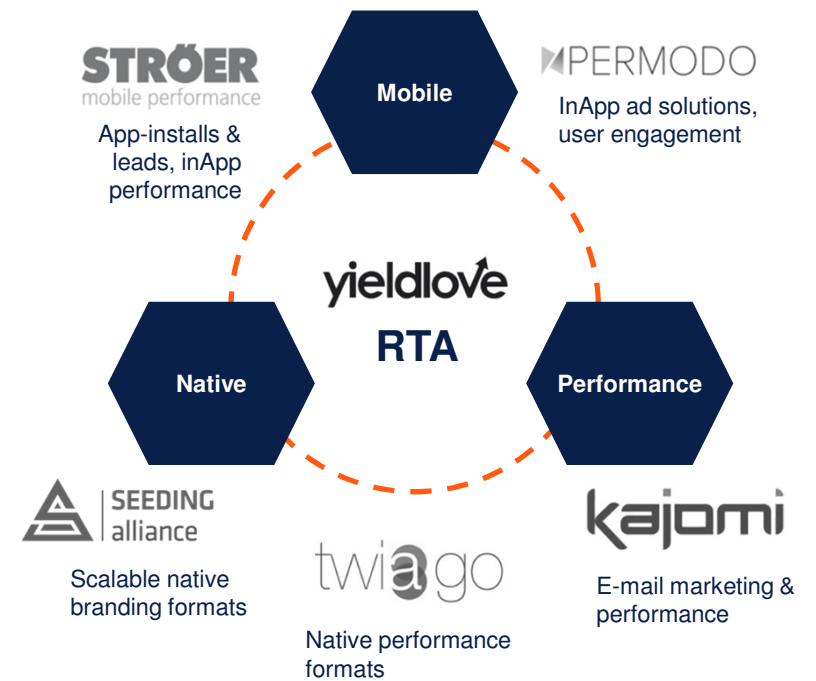 STRÖER
mobile performance
App-installs &
leads, inApp
performance
Mobile
PERMODO
InApp ad solutions,
user engagement
yieldlove
RTA
Native
Performance
SEEDING
alliance
Scalable native
branding formats
twiago
Native performance
formats
kajomi
E-mail marketing &
performance